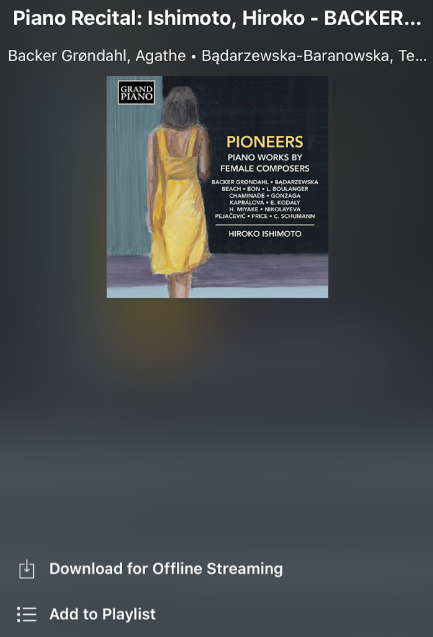 Piano Recital: Ishimoto, Hiroko - BACKER...
Backer Grøndahl, Agathe • Bądarzewska-Baranowska, Te...
GRAND
PIANO
PIONEERS
PIANO WORKS BY
FEMALE COMPOSERS
BACKER GRØNDAHL • BĄDARZEWSKA
BEACH • BON • L. BOULANGER
CHAMINADE • GONZAGA
KAPRÁLOVÁ • E. KODÁLY
H. MIYAKE • NIKOLAYEVA
PEJAČEVIĆ • PRICE • C. SCHUMANN
HIROKO ISHIMOTO
Download for Offline Streaming
Add to Playlist